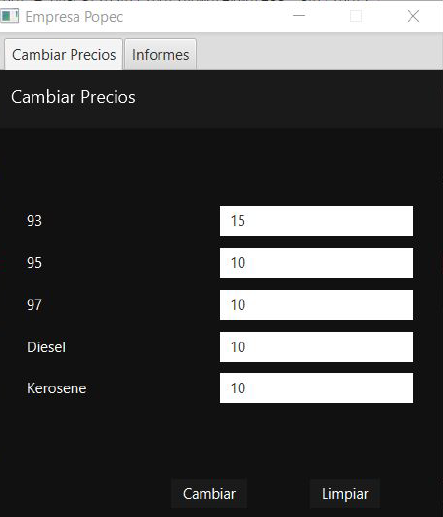 Empresa Popec
Cambiar Precios Informes
Cambiar Precios
93 15
95 10
97 10
Diesel 10
Kerosene 10
Cambiar Limpiar